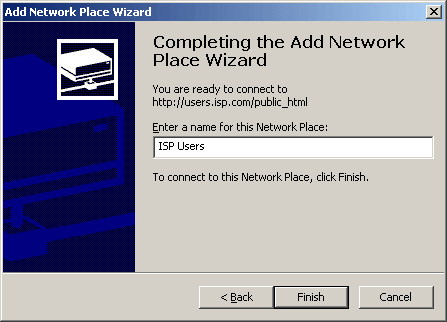 Add Network Place Wizard
Completing the Add Network
Place Wizard
You are ready to connect to
http://users.isp.com/public_html
Enter a name for this Network Place:
ISP Users
To connect to this Network Place, click Finish.
< Back
Finish
Cancel